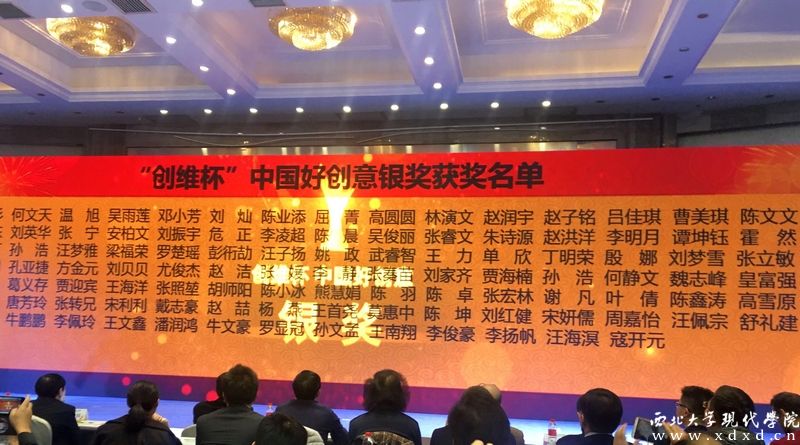 “创维杯”中国好创意银奖获奖名单
何文天 温旭 吴雨莲 邓小芳 刘灿 陈业添 屈菁 高圆圆 林演文 赵润宇 赵子铭 吕佳琪 曹美琪 陈文文
刘英华 张宁 安柏文 刘振宇 危正 李凌超 陈晨 吴俊丽 张睿文 朱诗源 赵洪洋 李明月 谭坤钰 霍然
孙浩 汪梦雅 梁福荣 罗楚瑶 彭衔劼 汪子扬 姚政 武睿智 王力 单欣 丁明荣 殷娜 刘梦雪 张立敏
孔亚捷 方金元 刘贝贝 尤俊杰 赵洁 李静 刘家齐 贾海楠 孙浩 何静文 魏志峰 皇富强
葛义存 贾迎宾 王海洋 张照堃 胡师阳 陈小冰 熊慧娟 陈羽 陈卓 张宏林 谢凡 叶倩 陈鑫涛 高雪原
唐芳玲 张转兄 宋利利 戴志豪 赵喆 王首尧 莫惠中 陈坤 刘红健 宋妍儒 周嘉怡 汪佩宗 舒礼建
牛鹏鹏 李佩玲 王文鑫 潘润鸿 牛文豪 罗显冠 孙文孟 王南翔 李俊豪 李扬帆 汪海溟 寇开元
颁奖
西北大学现代学院
www.xdxd.cn